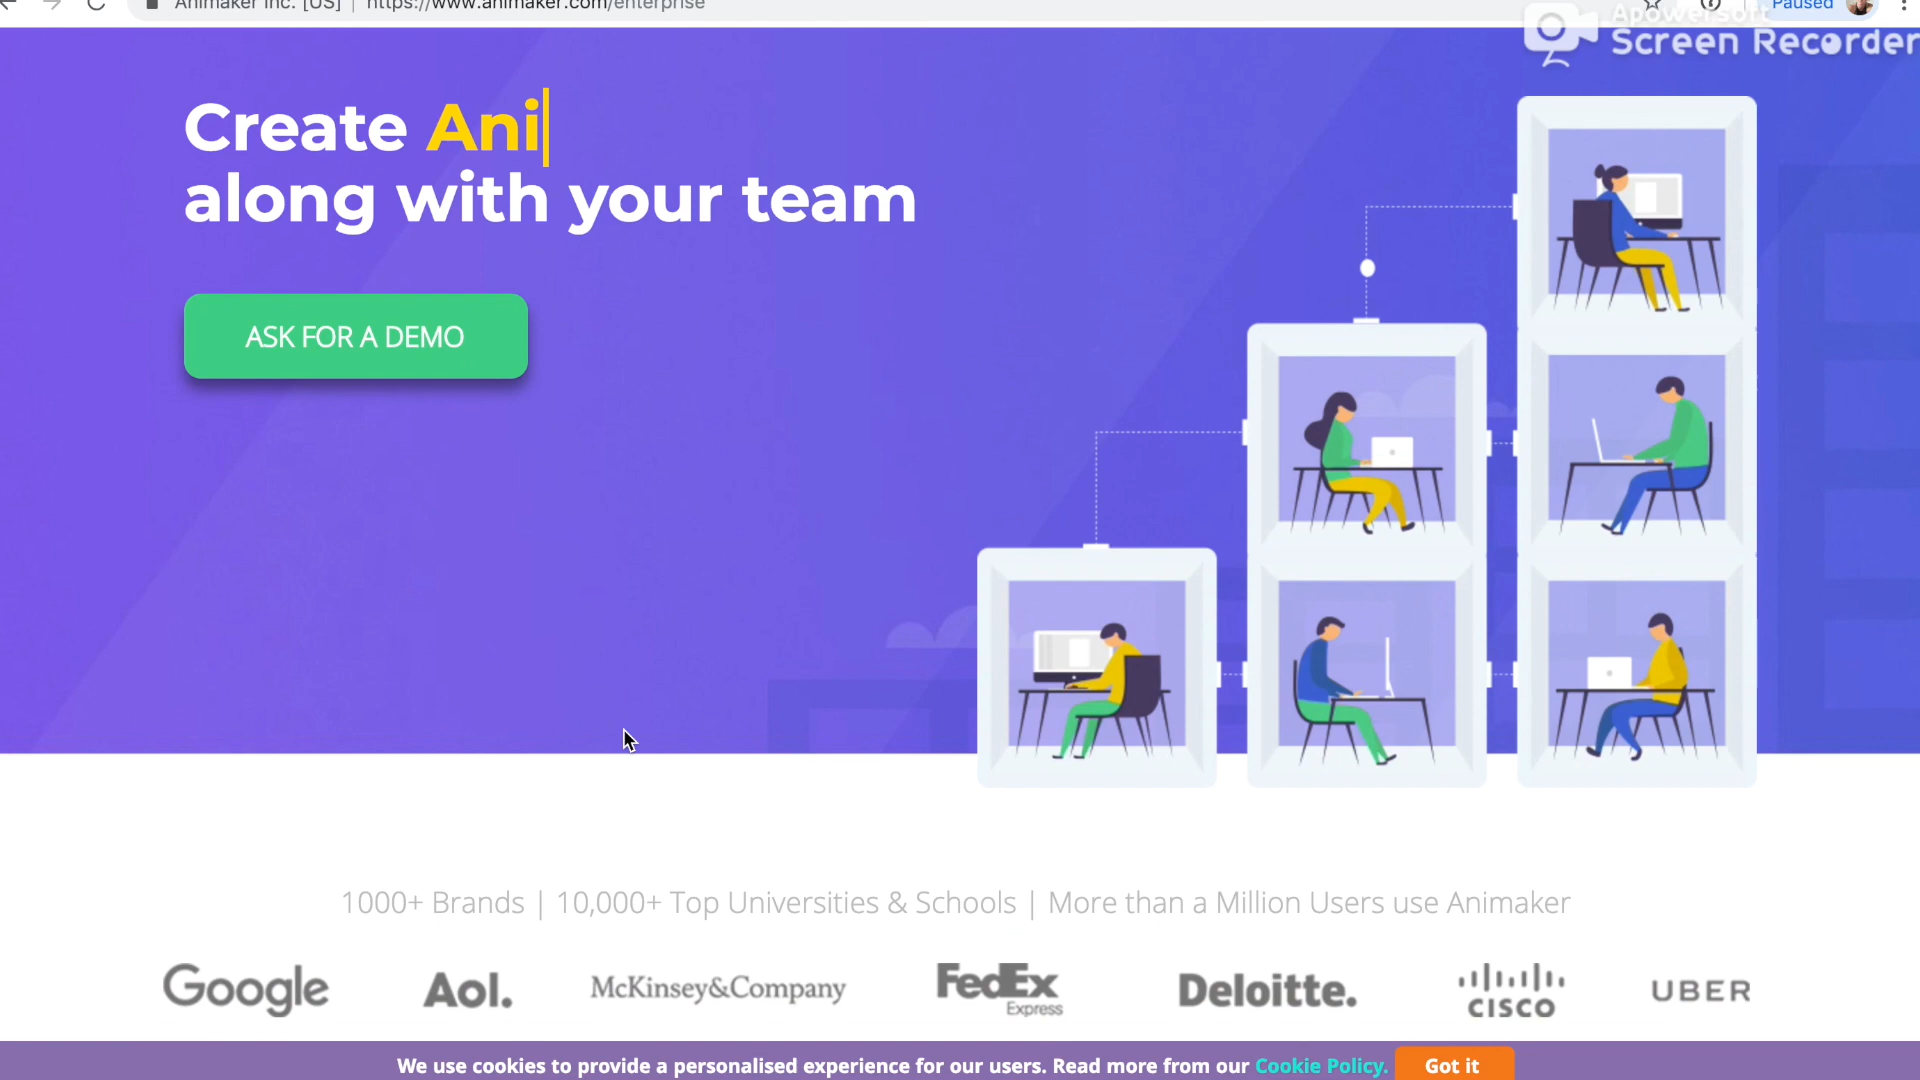 Animaker Inc. [US] | https://www.animaker.com/enterprise
Paused
Apowersoft
Screen Recorder
Create Ani
along with your team
ASK FOR A DEMO
1000+ Brands | 10,000+ Top Universities & Schools | More than a Million Users use Animaker
Google
Aol.
McKinsey&Company
FedEx
Express
Deloitte.
CISCO
UBER
We use cookies to provide a personalised experience for our users. Read more from our Cookie Policy.
Got it